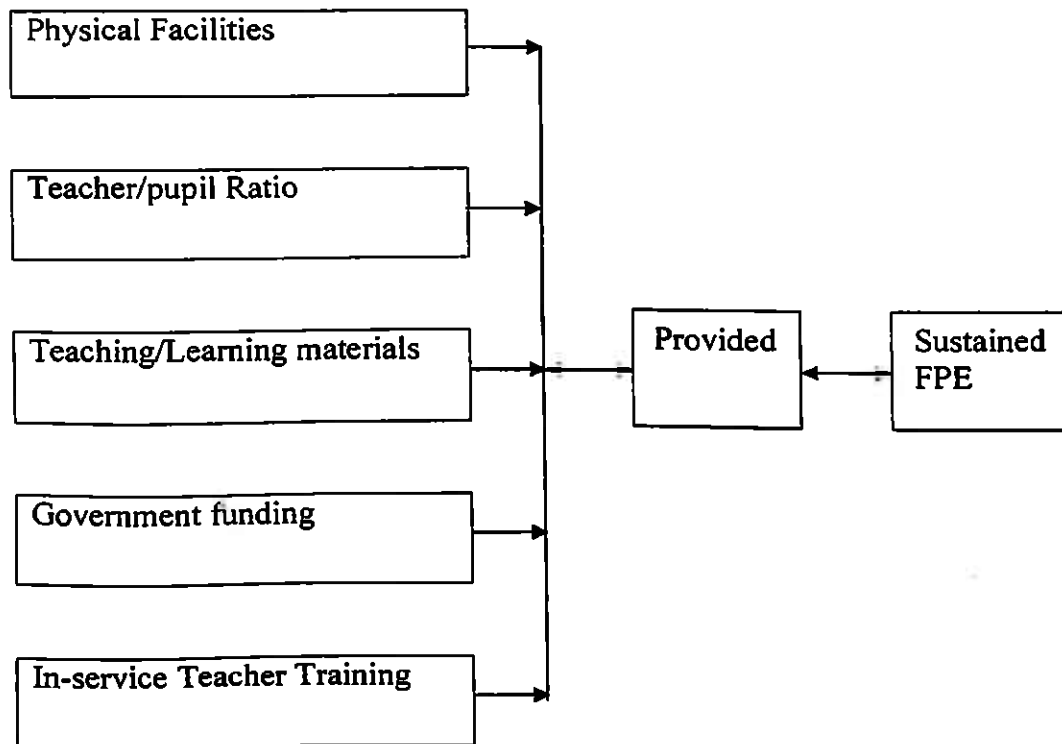 Physical Facilities
Teacher/pupil Ratio
Teaching/Learning materials
Provided
Sustained
FPE
Government funding
In-service Teacher Training